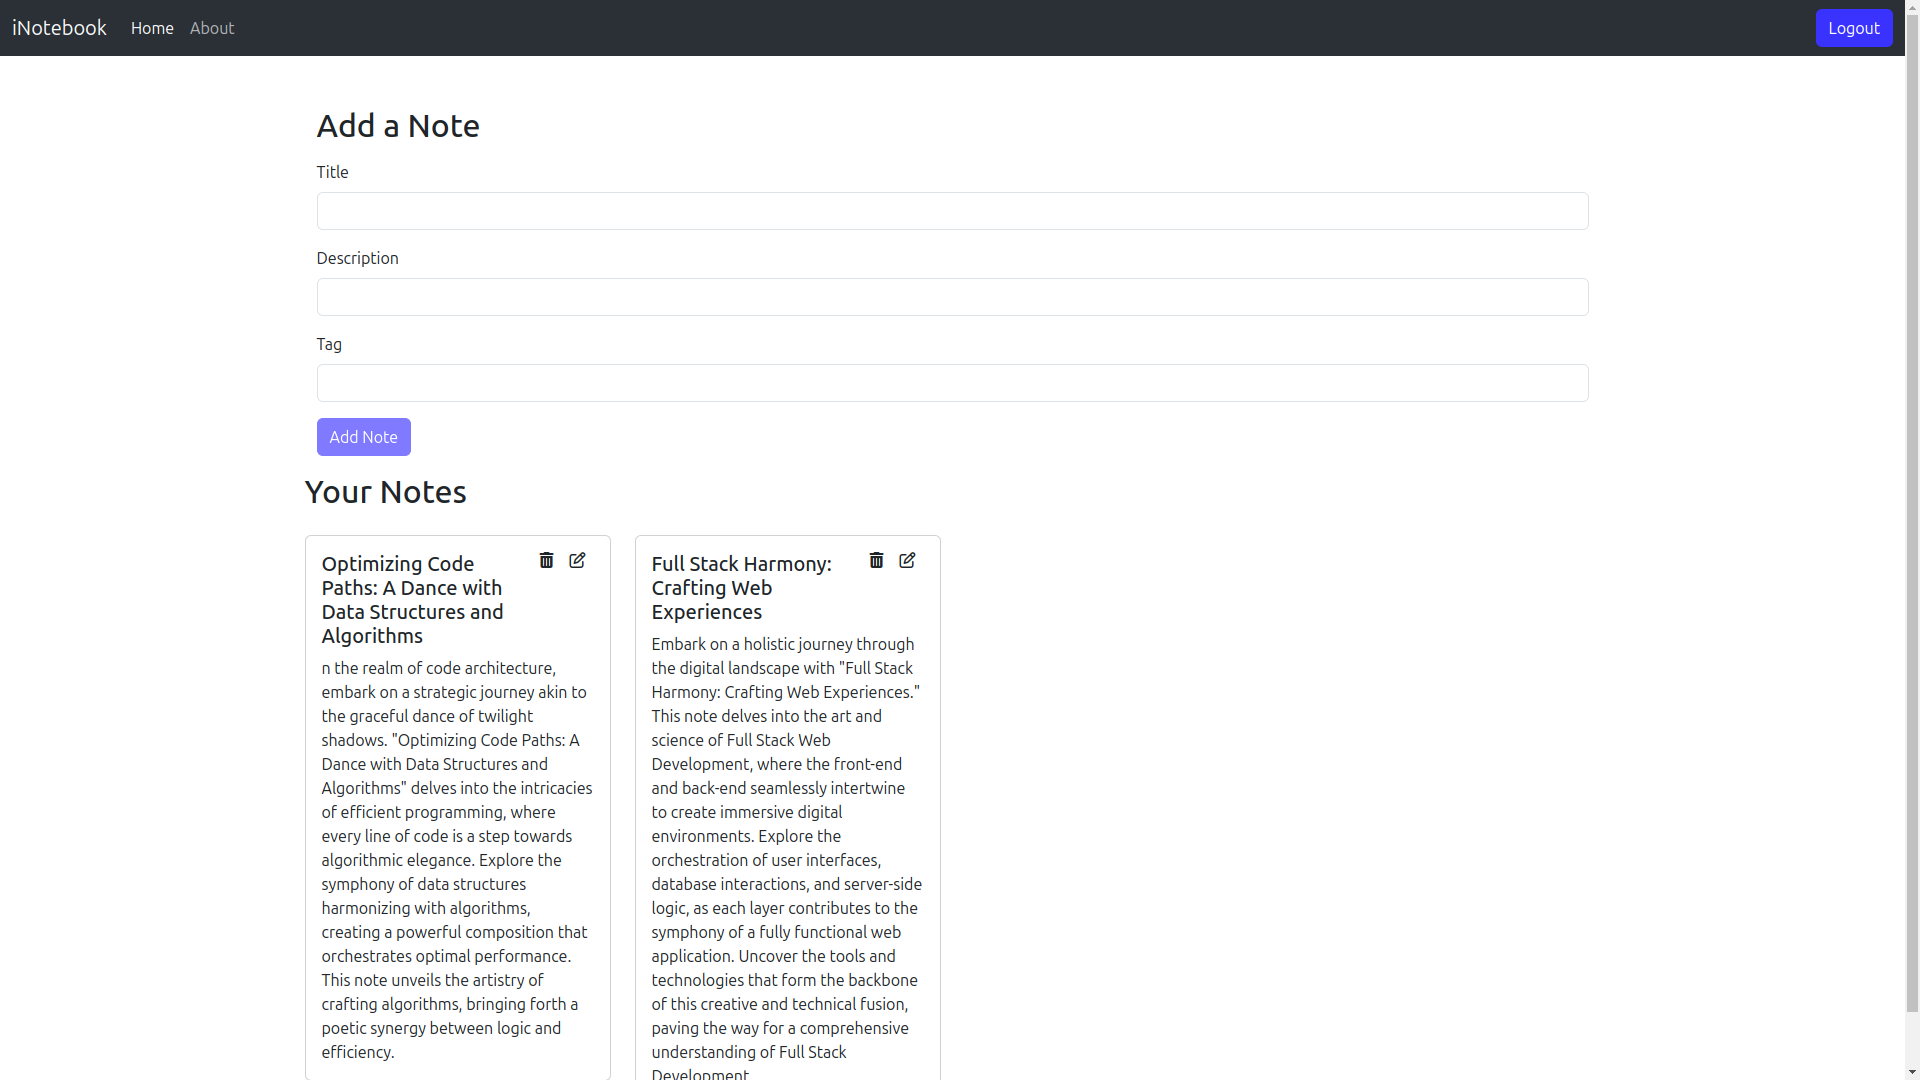 iNotebook Home About Logout
Add a Note
Title
Description
Tag
Add Note
Your Notes
Optimizing Code
Paths: A Dance with
Data Structures and
Algorithms
n the realm of code architecture,
embark on a strategic journey akin to
the graceful dance of twilight
shadows. "Optimizing Code Paths: A
Dance with Data Structures and
Algorithms" delves into the intricacies
of efficient programming, where
every line of code is a step towards
algorithmic elegance. Explore the
symphony of data structures
harmonizing with algorithms,
creating a powerful composition that
orchestrates optimal performance.
This note unveils the artistry of
crafting algorithms, bringing forth a
poetic synergy between logic and
efficiency.
Full Stack Harmony:
Crafting Web
Experiences
Embark on a holistic journey through
the digital landscape with "Full Stack
Harmony: Crafting Web Experiences."
This note delves into the art and
science of Full Stack Web
Development, where the front-end
and back-end seamlessly intertwine
to create immersive digital
environments. Explore the
orchestration of user interfaces,
database interactions, and server-side
logic, as each layer contributes to the
symphony of a fully functional web
application. Uncover the tools and
technologies that form the backbone
of this creative and technical fusion,
paving the way for a comprehensive
understanding of Full Stack
Development